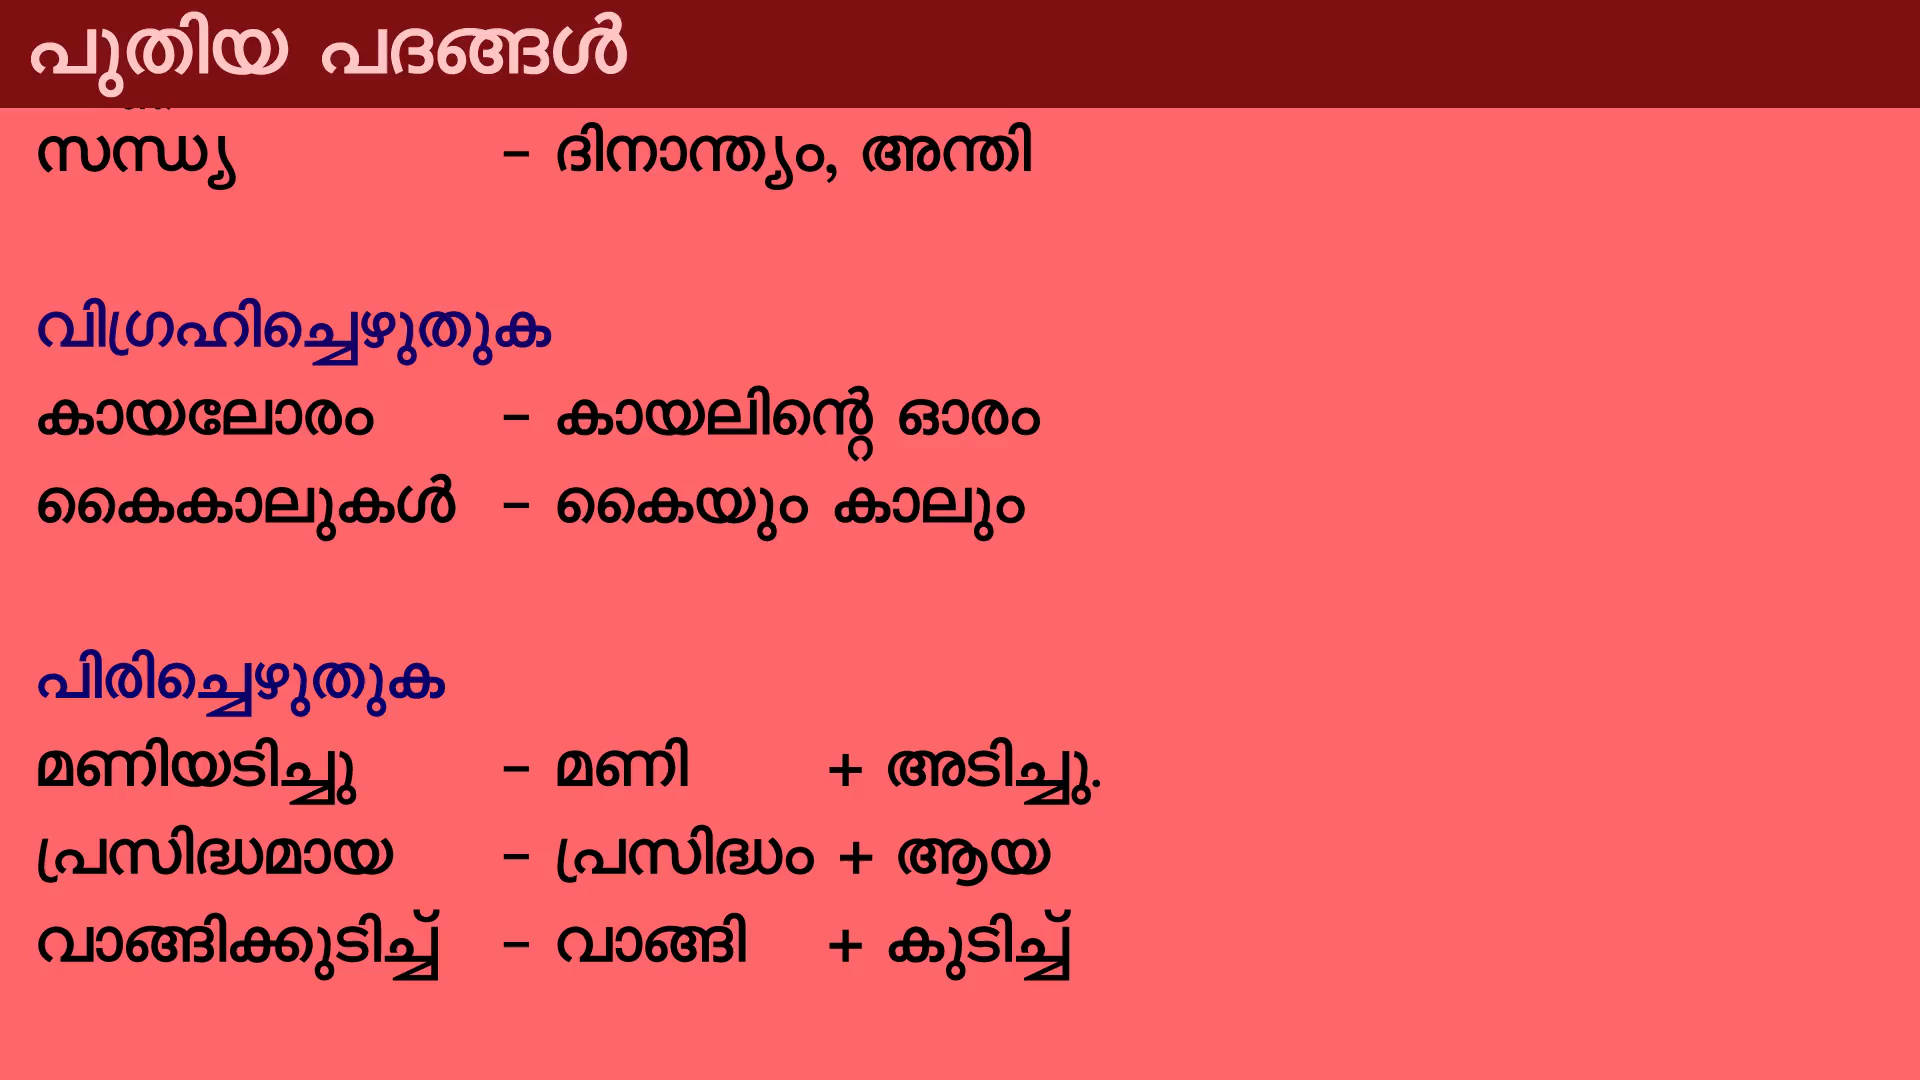 പുതിയ പദങ്ങൾ
സന്ധ്യ – ദിനാന്ത്യം, അന്തി
വിഗ്രഹിച്ചെഴുതുക
കായലോരം – കായലിന്റെ ഓരം
കൈകാലുകൾ – കൈയും കാലും
പിരിച്ചെഴുതുക
മണിയടിച്ചു – മണി + അടിച്ചു.
പ്രസിദ്ധമായ – പ്രസിദ്ധം + ആയ
വാങ്ങിക്കുടിച്ച് – വാങ്ങി + കുടിച്ച്